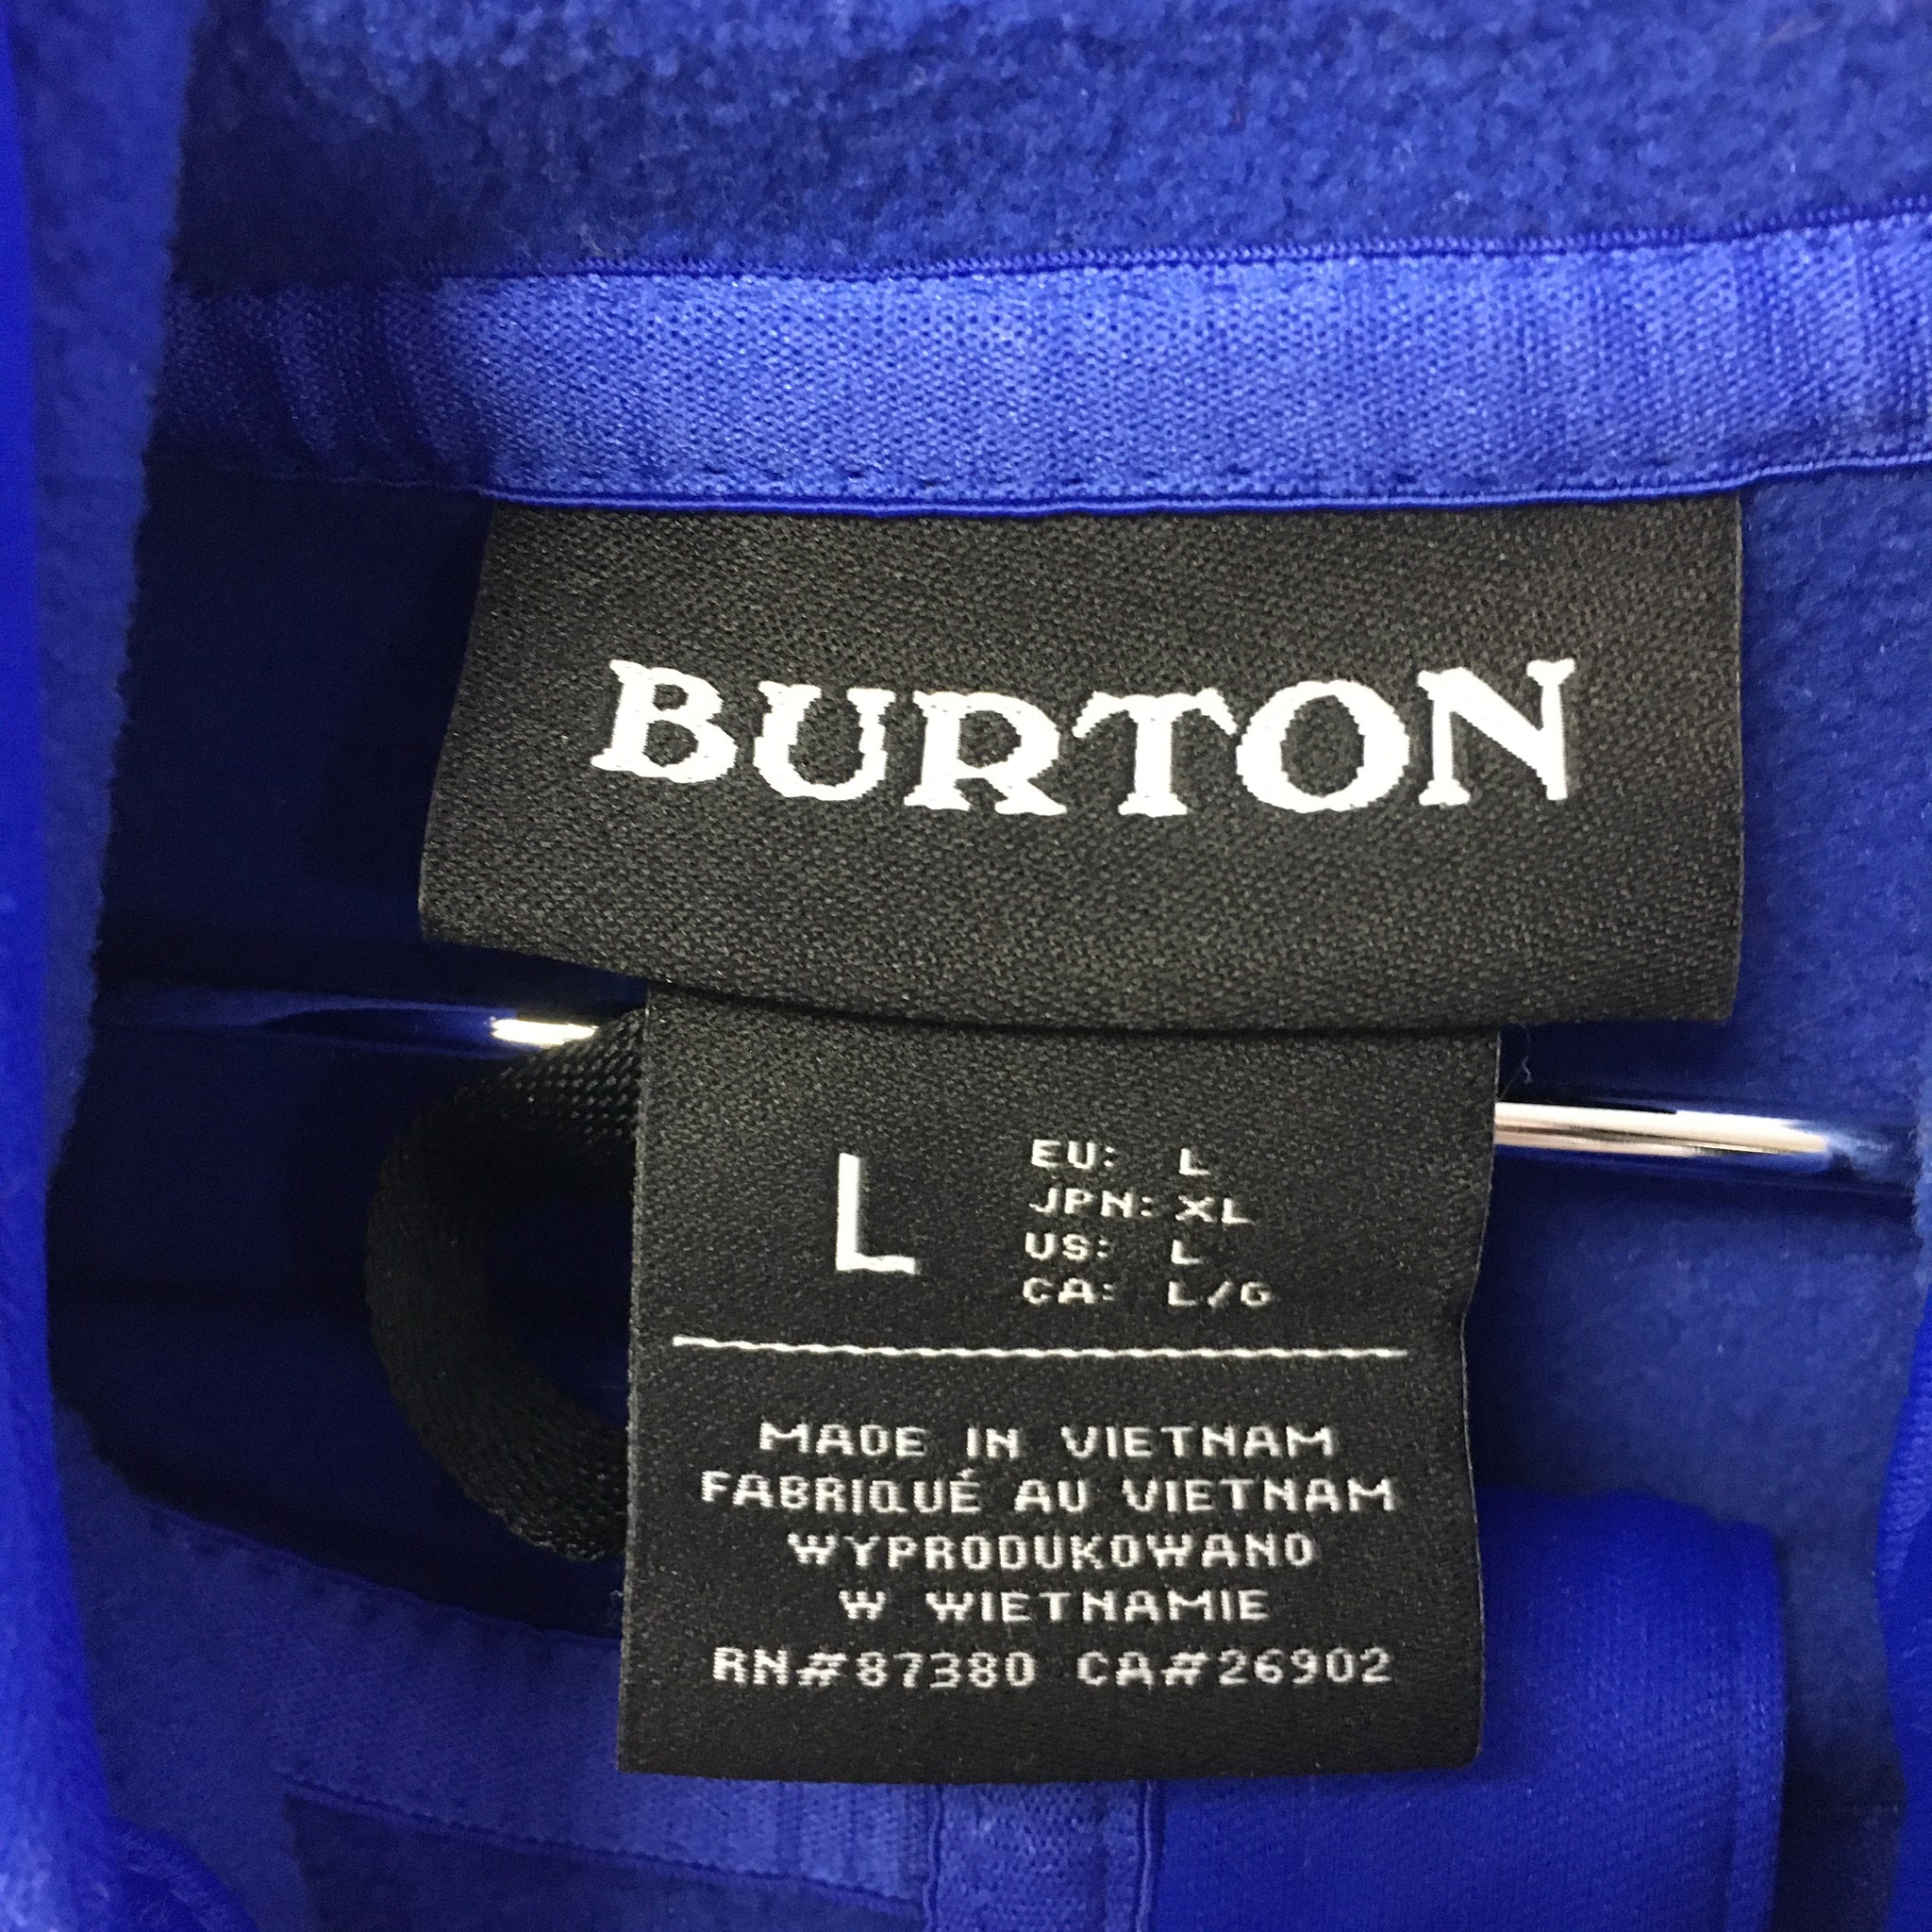 BURTON
L
EU: L
JPN: XL
US: L
CA: L/G
MADE IN VIETNAM
FABRIQUÉ AU VIETNAM
WYPRODUKOWANO
W WIETNAMIE
RN#87380 CA#26902